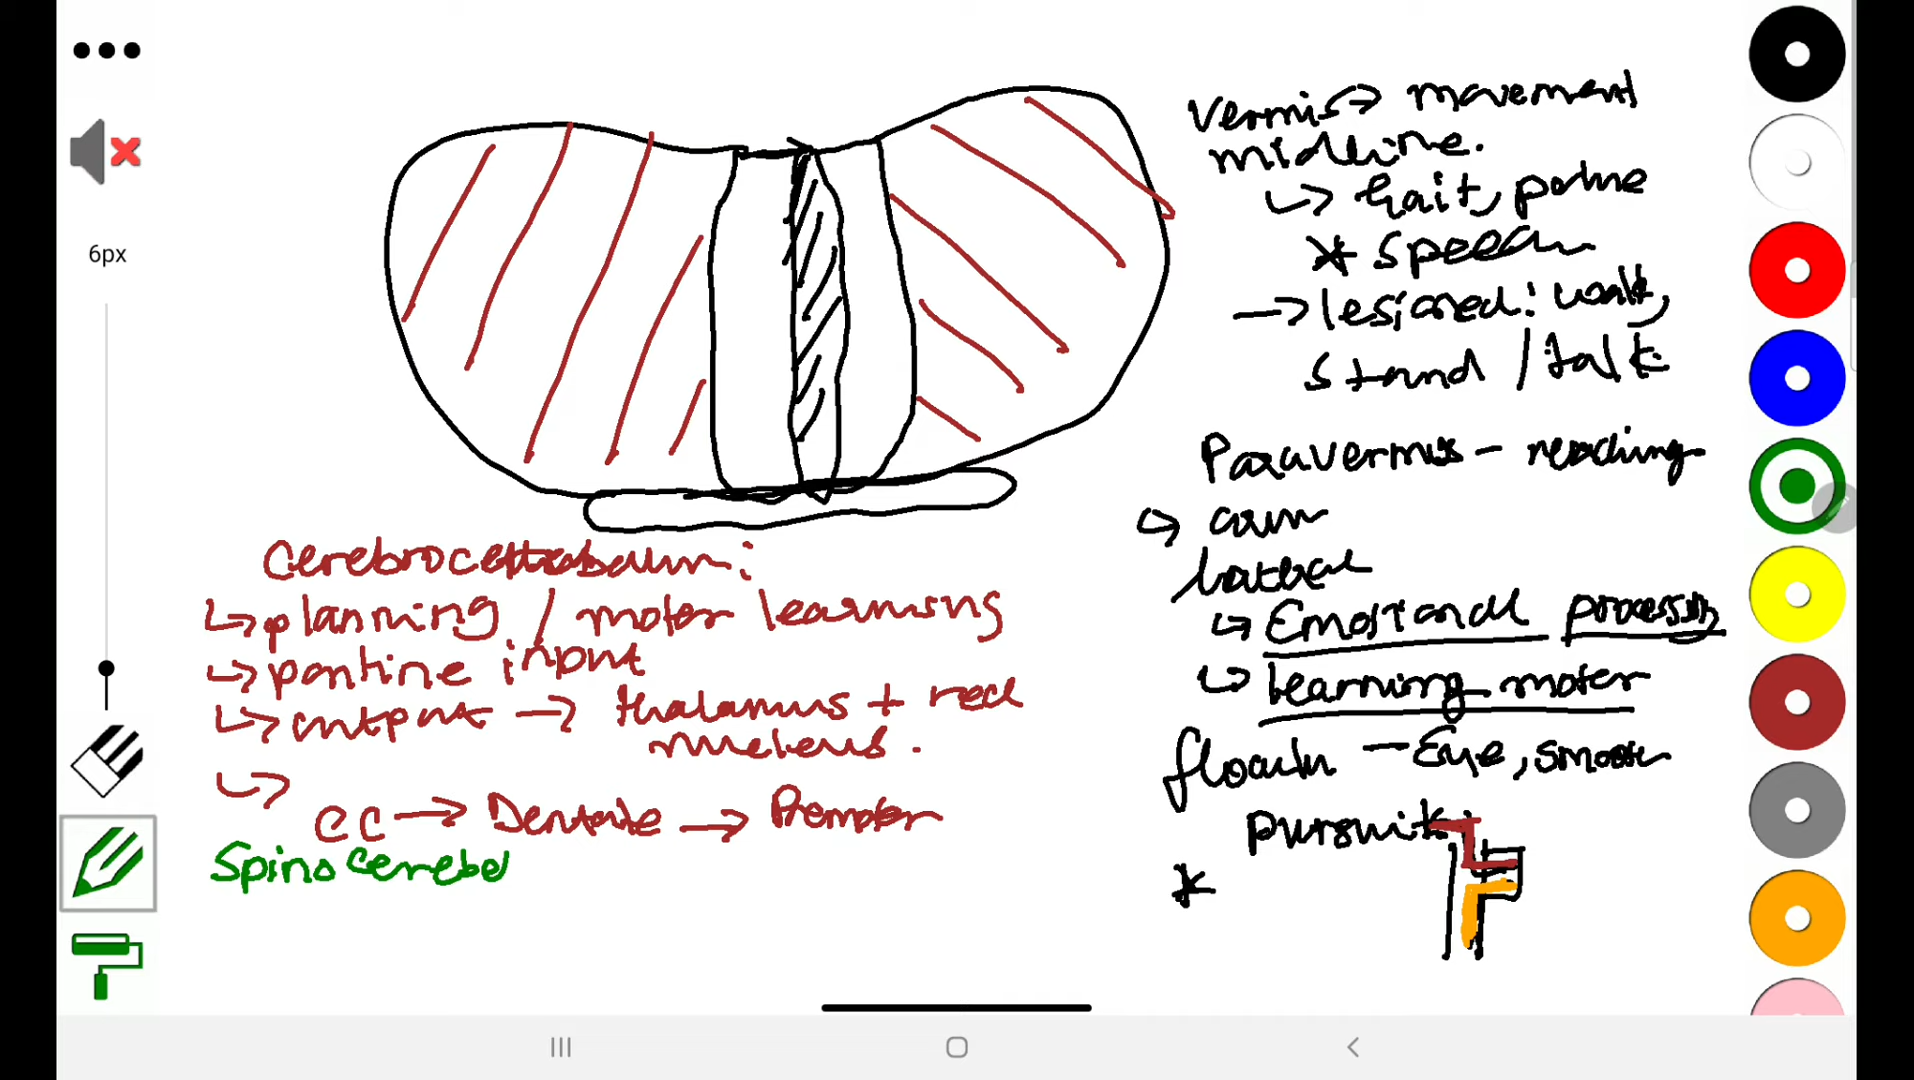 6px
Vermis → movement
midline.
↳ Gait, posture
* Speech
→ lesioned: walk,
stand / talk
Paravermis - reaching
↳ arm
lateral
↳ Emotional processing
↳ learning motor
floculn - Eye, smooth
pursuit
*
Cerebrocerebellum:
↳ planning / motor learning
↳ pontine input
↳ output → thalamus + red
nucleus.
↳
CC → Dentate → Premotor
Spinocerebel